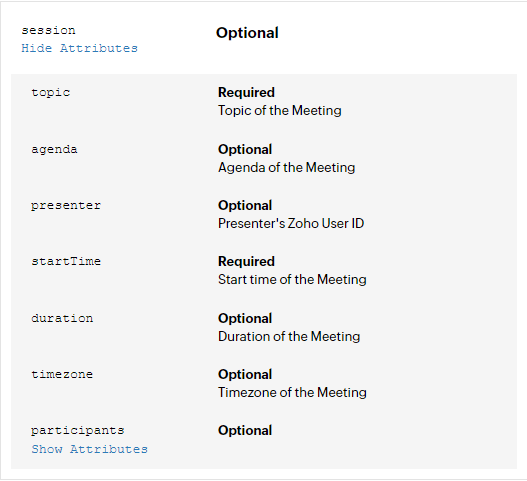 session Optional
Hide Attributes
topic Required
Topic of the Meeting
agenda Optional
Agenda of the Meeting
presenter Optional
Presenter's Zoho User ID
startTime Required
Start time of the Meeting
duration Optional
Duration of the Meeting
timezone Optional
Timezone of the Meeting
participants Optional
Show Attributes